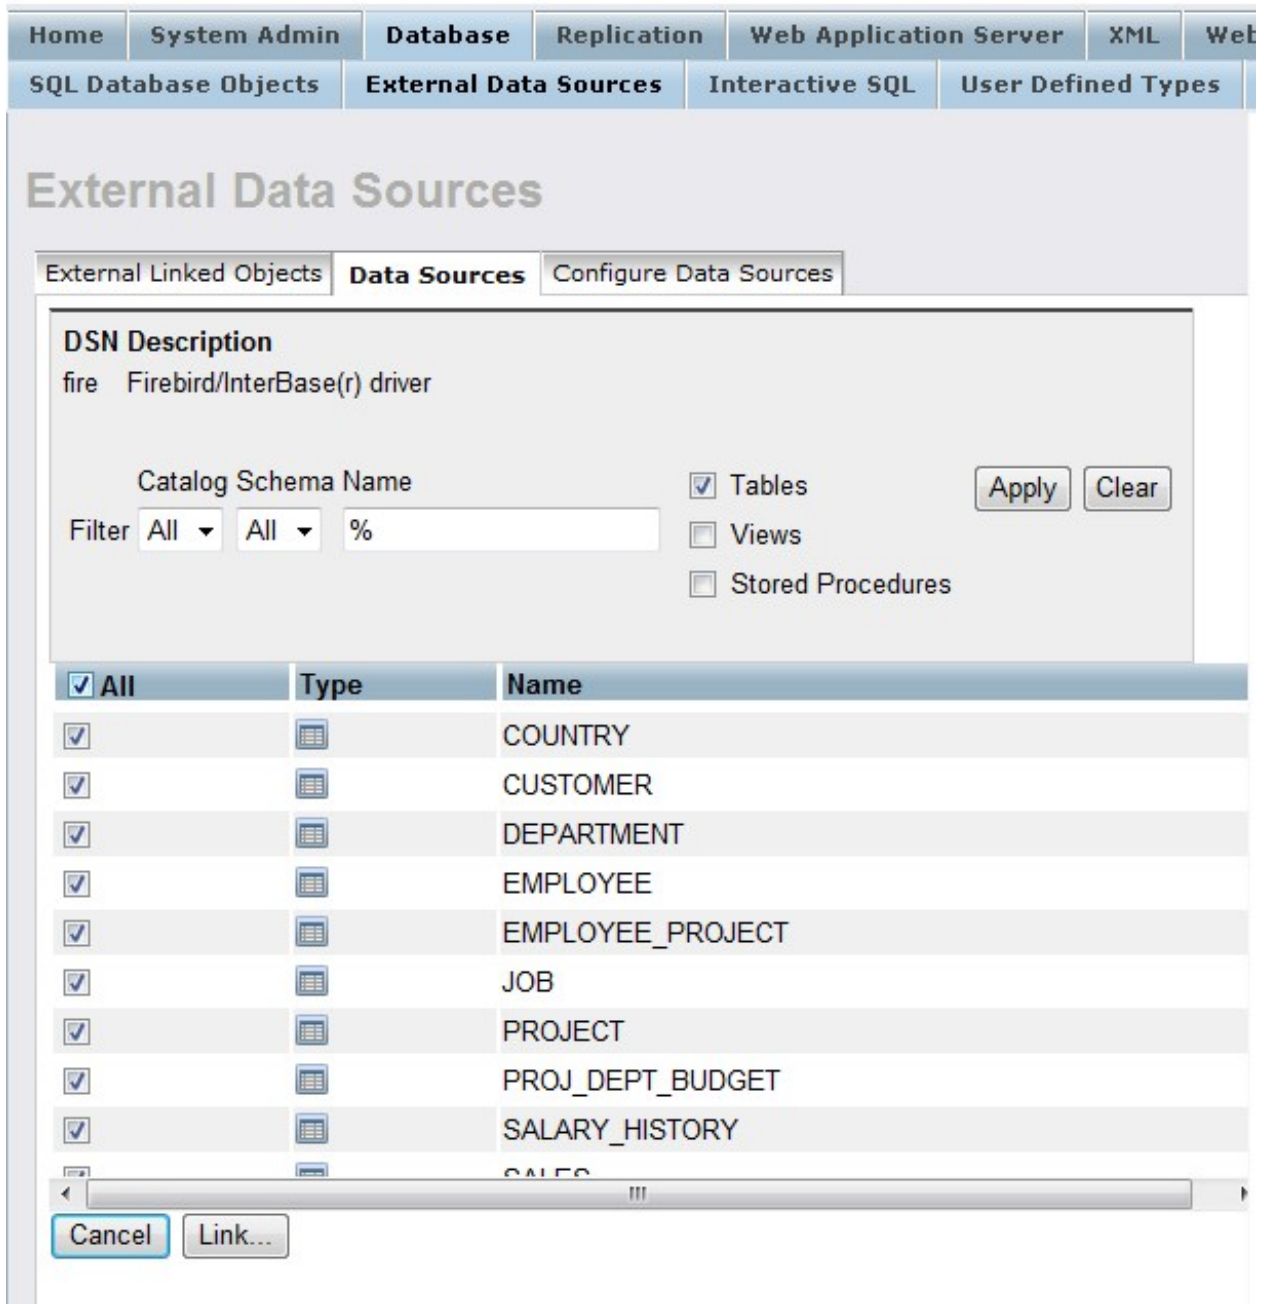 Home System Admin Database Replication Web Application Server XML Web
SQL Database Objects External Data Sources Interactive SQL User Defined Types
External Data Sources
External Linked Objects Data Sources Configure Data Sources
DSN Description
fire Firebird/InterBase(r) driver
Catalog Schema Name
Tables Apply Clear
Filter All All %
Views
Stored Procedures
All Type Name
COUNTRY
CUSTOMER
DEPARTMENT
EMPLOYEE
EMPLOYEE_PROJECT
JOB
PROJECT
PROJ_DEPT_BUDGET
SALARY_HISTORY
SALES
Cancel Link...